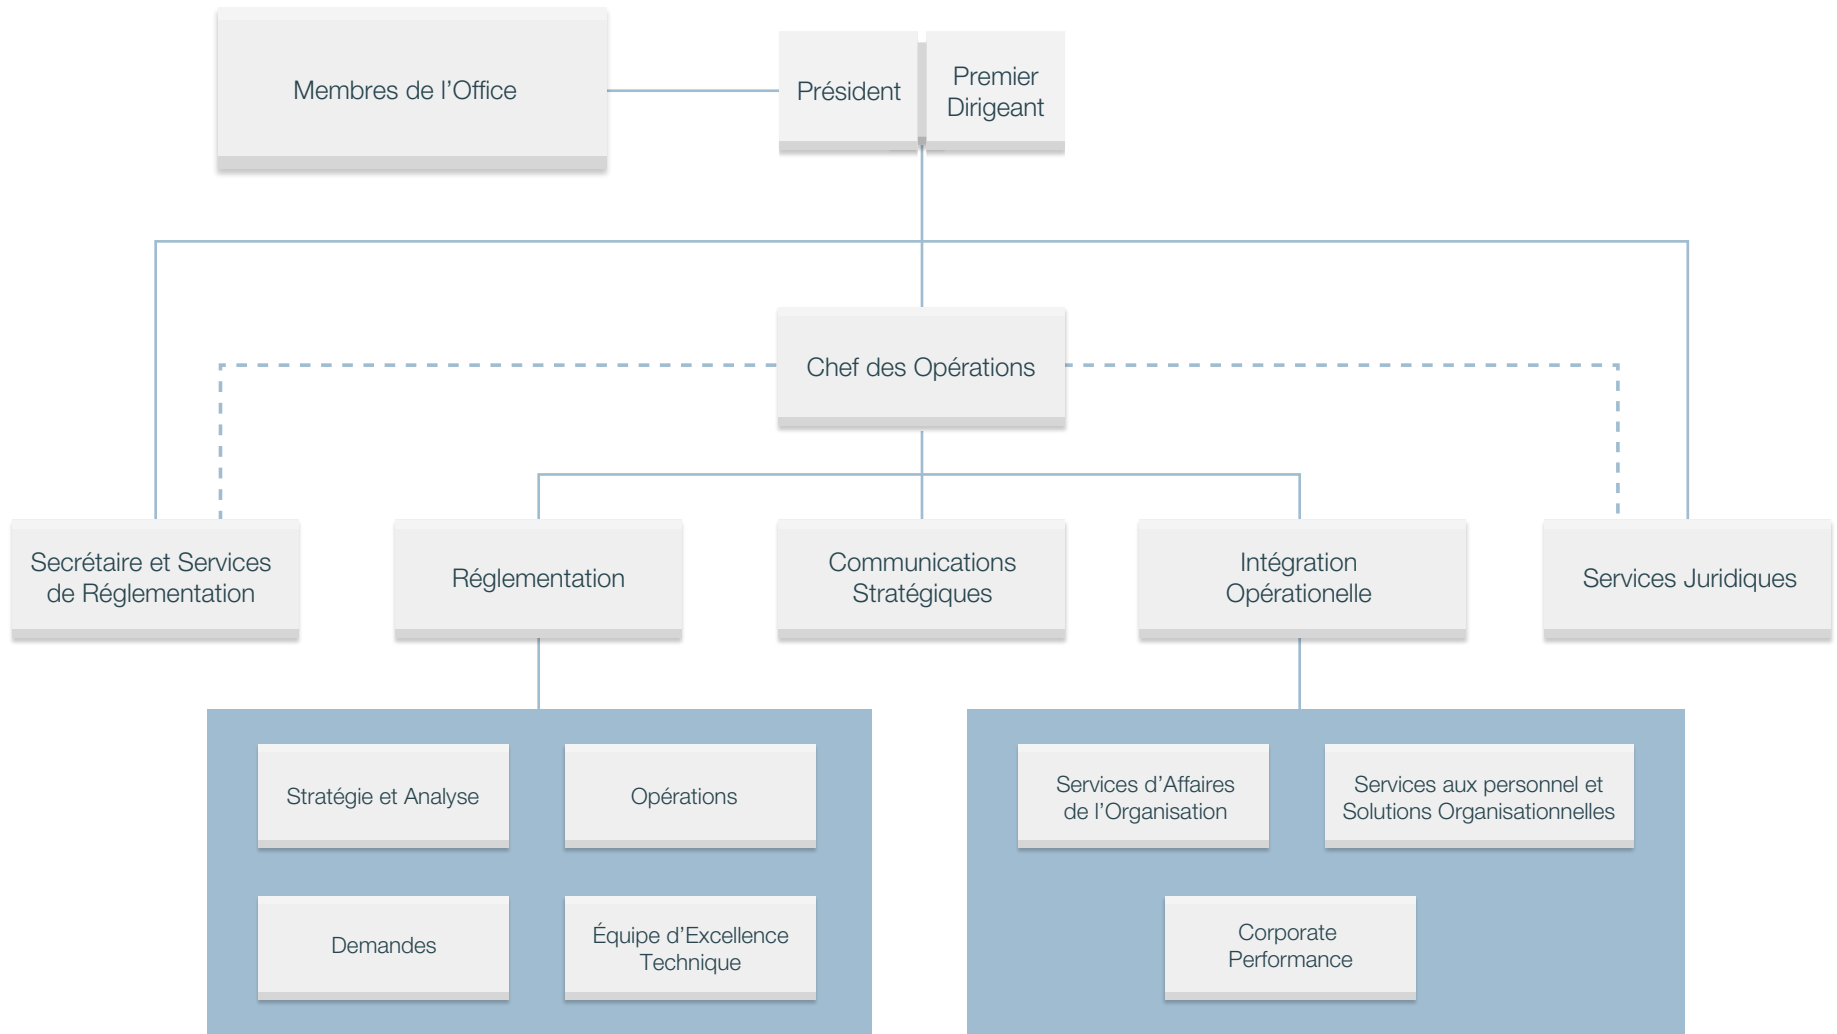 Membres de l’Office
Président
Premier
Dirigeant
Chef des Opérations
Secrétaire et Services
de Réglementation
Réglementation
Communications
Stratégiques
Intégration
Opérationelle
Services Juridiques
Stratégie et Analyse
Opérations
Services d’Affaires
de l’Organisation
Services aux personnel et
Solutions Organisationnelles
Demandes
Équipe d’Excellence
Technique
Corporate
Performance